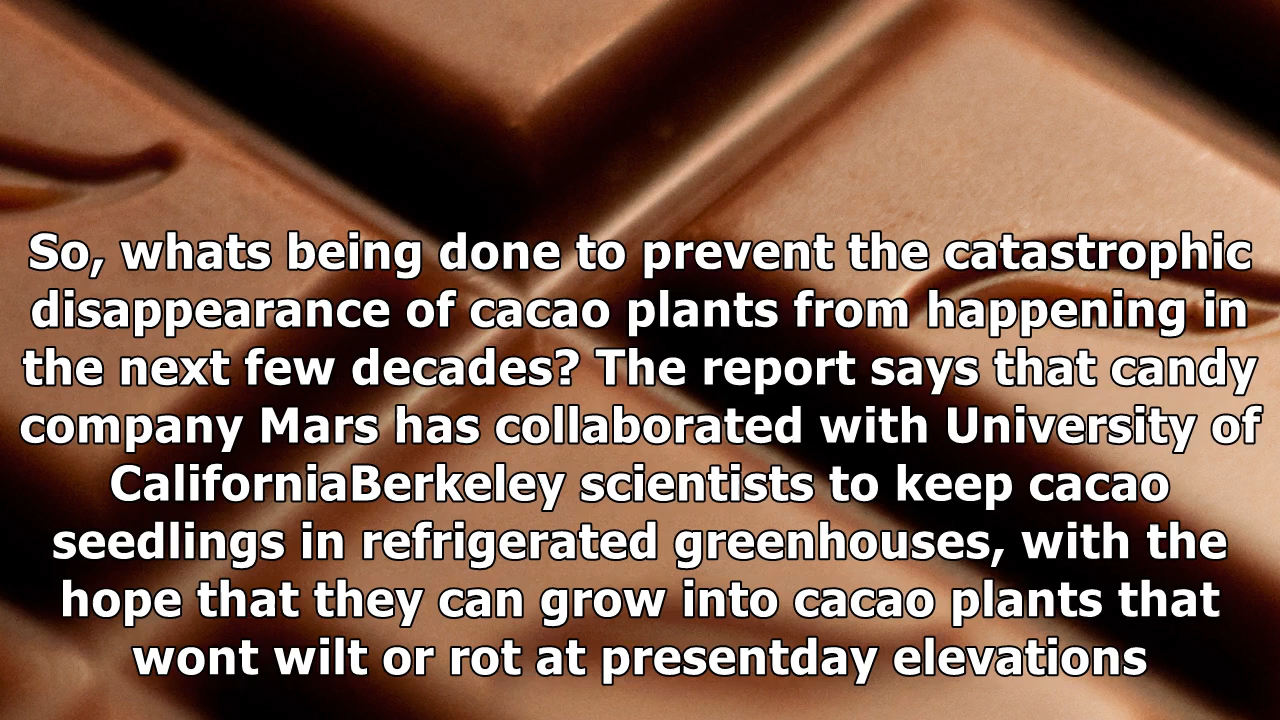 So, whats being done to prevent the catastrophic
disappearance of cacao plants from happening in
the next few decades? The report says that candy
company Mars has collaborated with University of
CaliforniaBerkeley scientists to keep cacao
seedlings in refrigerated greenhouses, with the
hope that they can grow into cacao plants that
wont wilt or rot at presentday elevations